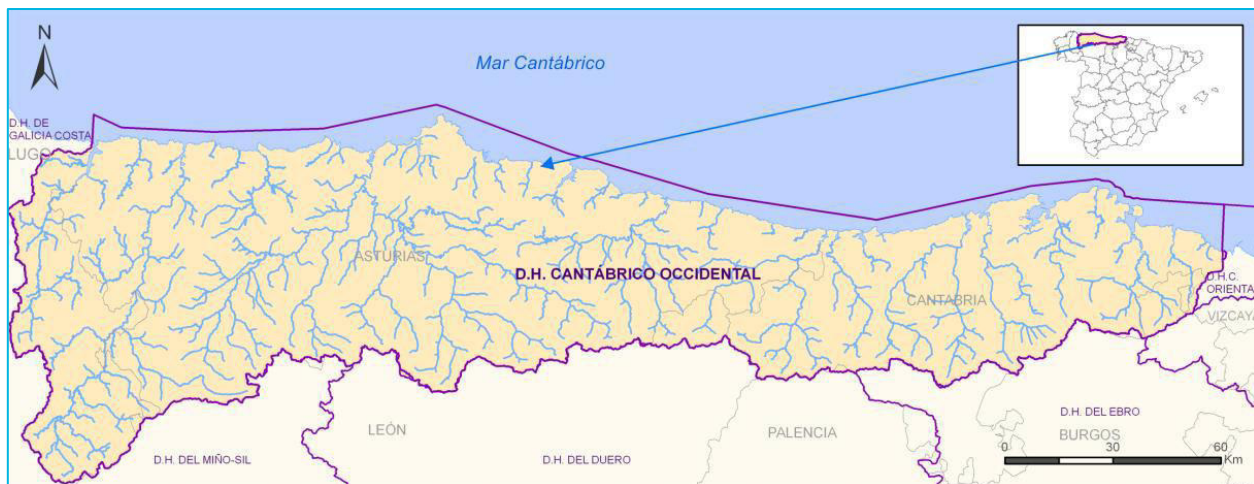 N
Mar Cantábrico
D.H. DE
GALICIA COSTA
LUGO
ASTURIAS
D.H. CANTÁBRICO OCCIDENTAL
CANTABRIA
D.H.C.
ORIENTA
VIZCAYA
LEÓN
PALENCIA
D.H. DEL EBRO
BURGOS
D.H. DEL MIÑO-SIL
D.H. DEL DUERO
0 30 60
Km